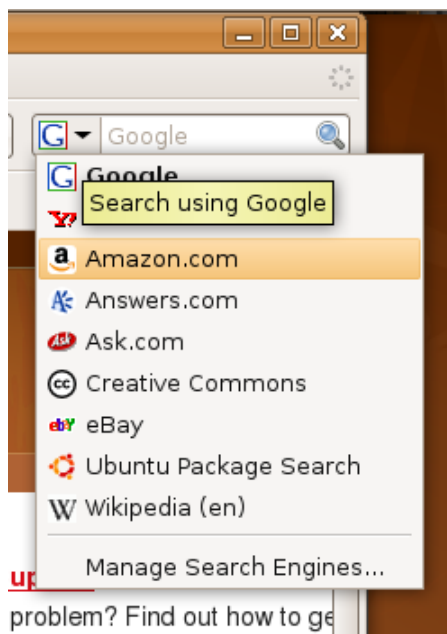 Google
Google
Search using Google
Amazon.com
Answers.com
Ask.com
Creative Commons
eBay
Ubuntu Package Search
Wikipedia (en)
Manage Search Engines...
up
problem? Find out how to ge